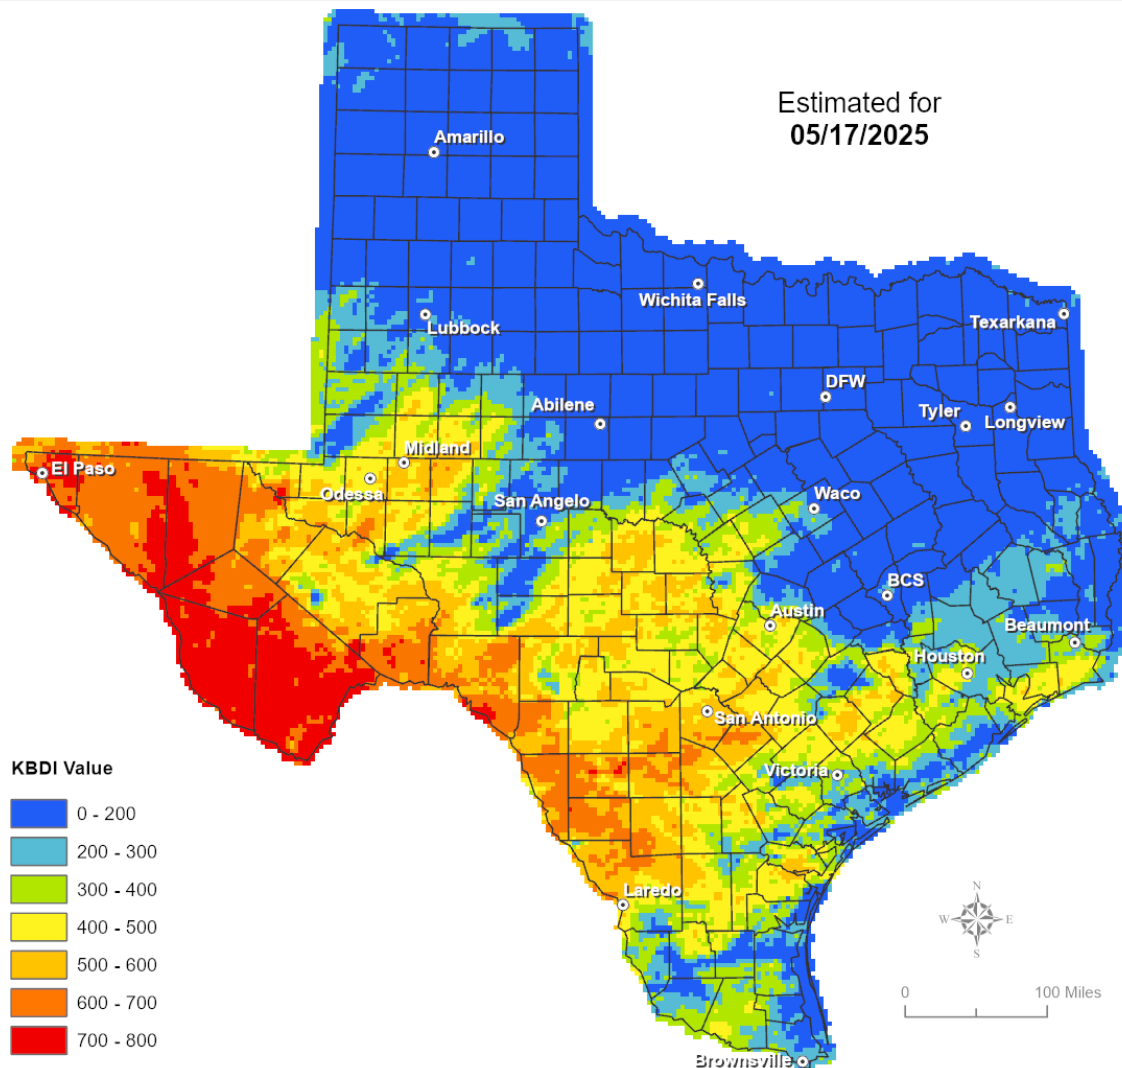 Estimated for
05/17/2025
Amarillo
Wichita Falls
Lubbock
Texarkana
DFW
Abilene
Tyler
Longview
Midland
El Paso
Odessa
San Angelo
Waco
BCS
Austin
Beaumont
Houston
San Antonio
Victoria
Laredo
Brownsville
KBDI Value
0 - 200
200 - 300
300 - 400
400 - 500
500 - 600
600 - 700
700 - 800
N
W E
S
0 100 Miles